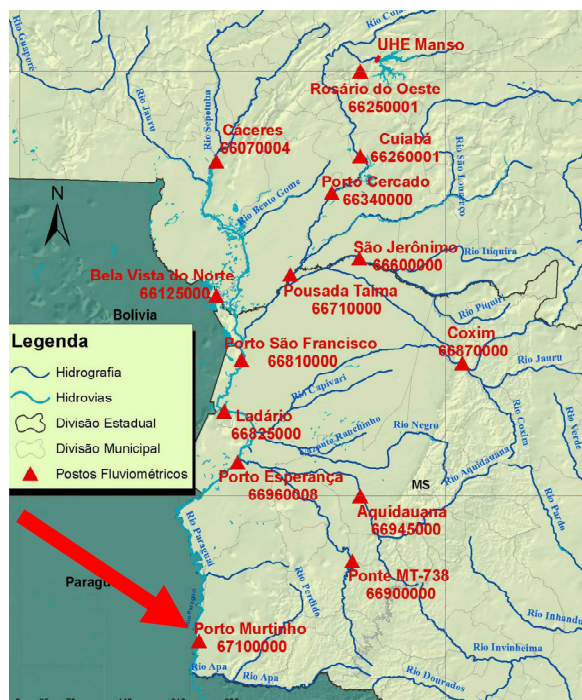 Rio Guaporé
Rio Jauru
Rio Sepotuba
UHE Manso
Rosário do Oeste
66250001
Cáceres
66070004
Cuiabá
66260001
Rio São Lourenço
Porto Cercado
66340000
Rio Bento Gome
N
São Jerônimo
66600000
Rio Itiquira
Bela Vista do Norte
66125000
Pousada Taima
66710000
Rio Piquiri
Bolívia
Legenda
Hidrografia
Hidrovias
Divisão Estadual
Divisão Municipal
Postos Fluviométricos
Porto São Francisco
66810000
Coxim
66870000
Rio Jauru
Rio Capivari
Ladário
66825000
Rio Negro
Rio Coxim
Rio Verde
Porto Esperança
66960008
Rio Aquidauana
MS
Aquidauana
66945000
Rio Pardo
Rio Paraguai
Ponte MT-738
66900000
Rio Perdido
Paragu
Rio Inhandu
Porto Murtinho
67100000
Rio Invinheima
Rio Apa
Rio Apa
Rio Dourados